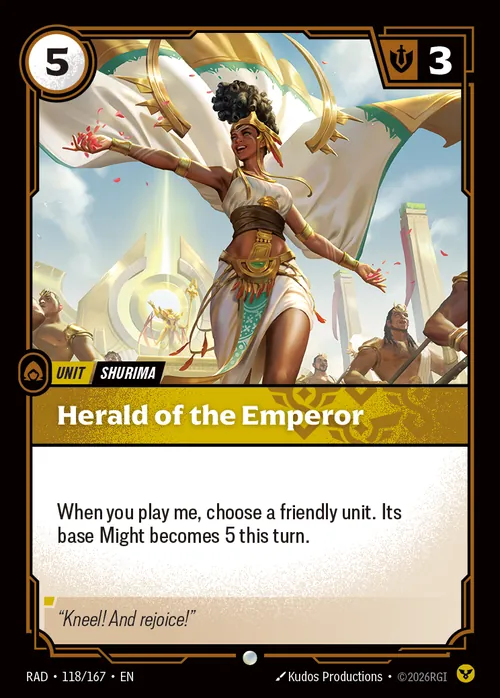 5
3
UNIT
SHURIMA
Herald of the Emperor
When you play me, choose a friendly unit. Its
base Might becomes 5 this turn.
“Kneel! And rejoice!”
RAD • 118/167 • EN
Kudos Productions • ©2026RGI